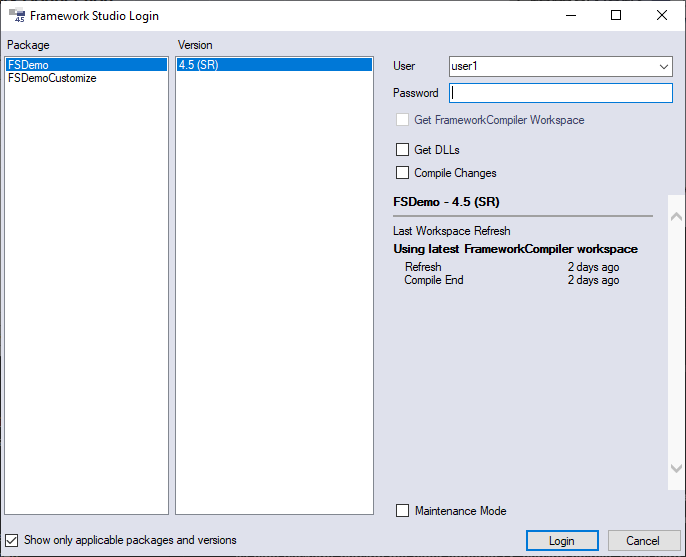 45 Framework Studio Login
Package
Version
FSDemo
FSDemoCustomize
4.5 (SR)
User
user1
Password
Get FrameworkCompiler Workspace
Get DLLs
Compile Changes
FSDemo - 4.5 (SR)
Last Workspace Refresh
Using latest FrameworkCompiler workspace
Refresh 2 days ago
Compile End 2 days ago
Maintenance Mode
Show only applicable packages and versions
Login
Cancel